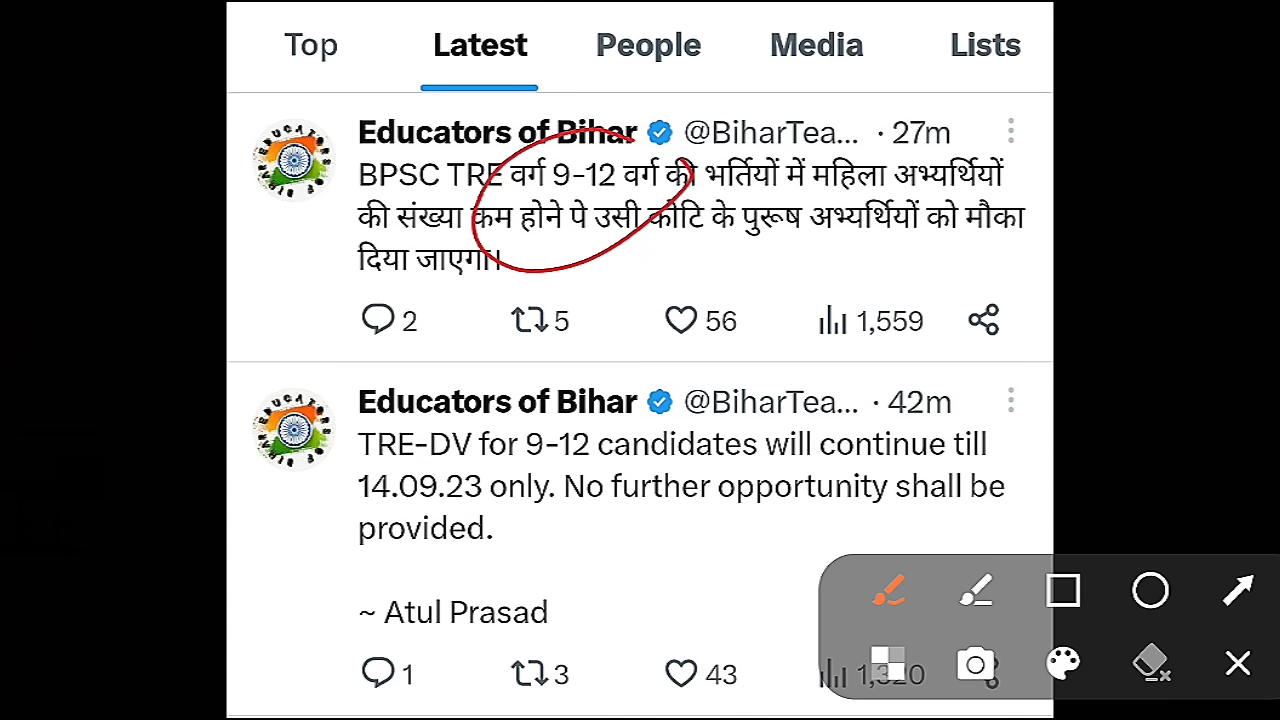 Top Latest People Media Lists
Educators of Bihar @BiharTea... · 27m
BPSC TRE वर्ग 9-12 वर्ग की भर्तियों में महिला अभ्यर्थियों
की संख्या कम होने पे उसी कोटि के पुरूष अभ्यर्थियों को मौका
दिया जाएगा।
2 5 56 1,559
Educators of Bihar @BiharTea... · 42m
TRE-DV for 9-12 candidates will continue till
14.09.23 only. No further opportunity shall be
provided.
~ Atul Prasad
1 3 43 1,320